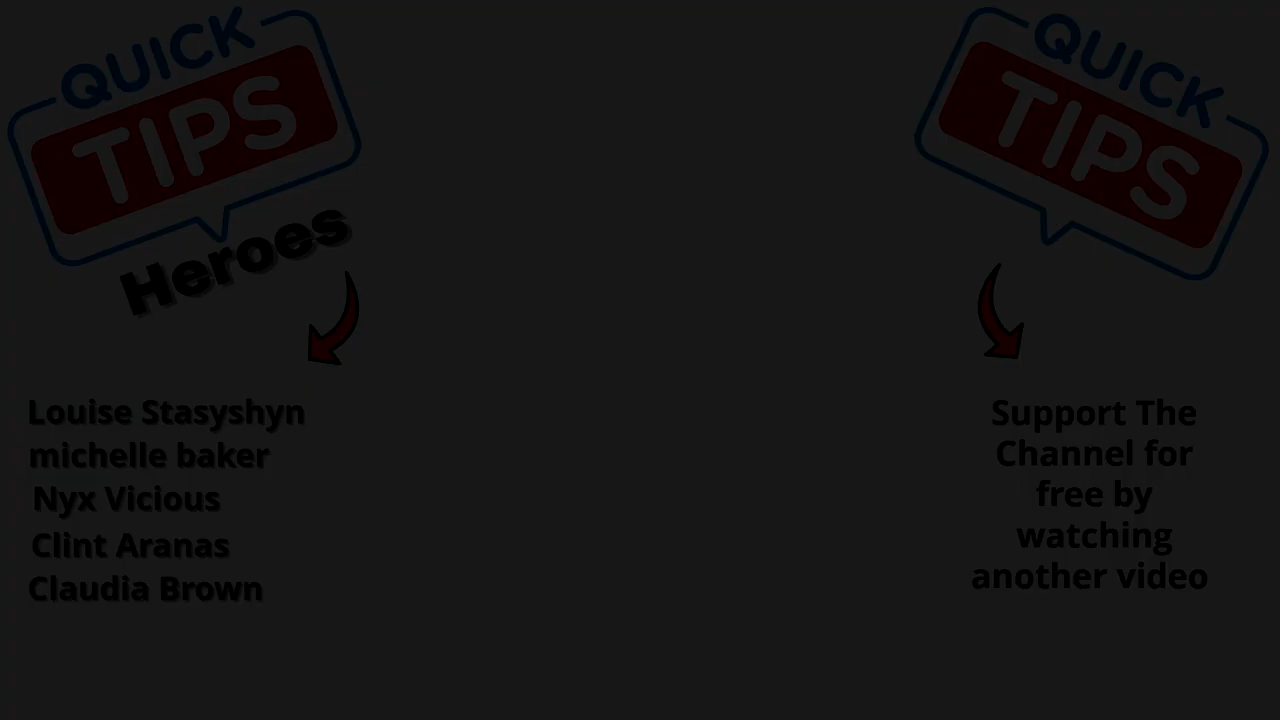 QUICK
TIPS
Heroes
Louise Stasyshyn
michelle baker
Nyx Vicious
Clint Aranas
Claudia Brown
QUICK
TIPS
Support The
Channel for
free by
watching
another video